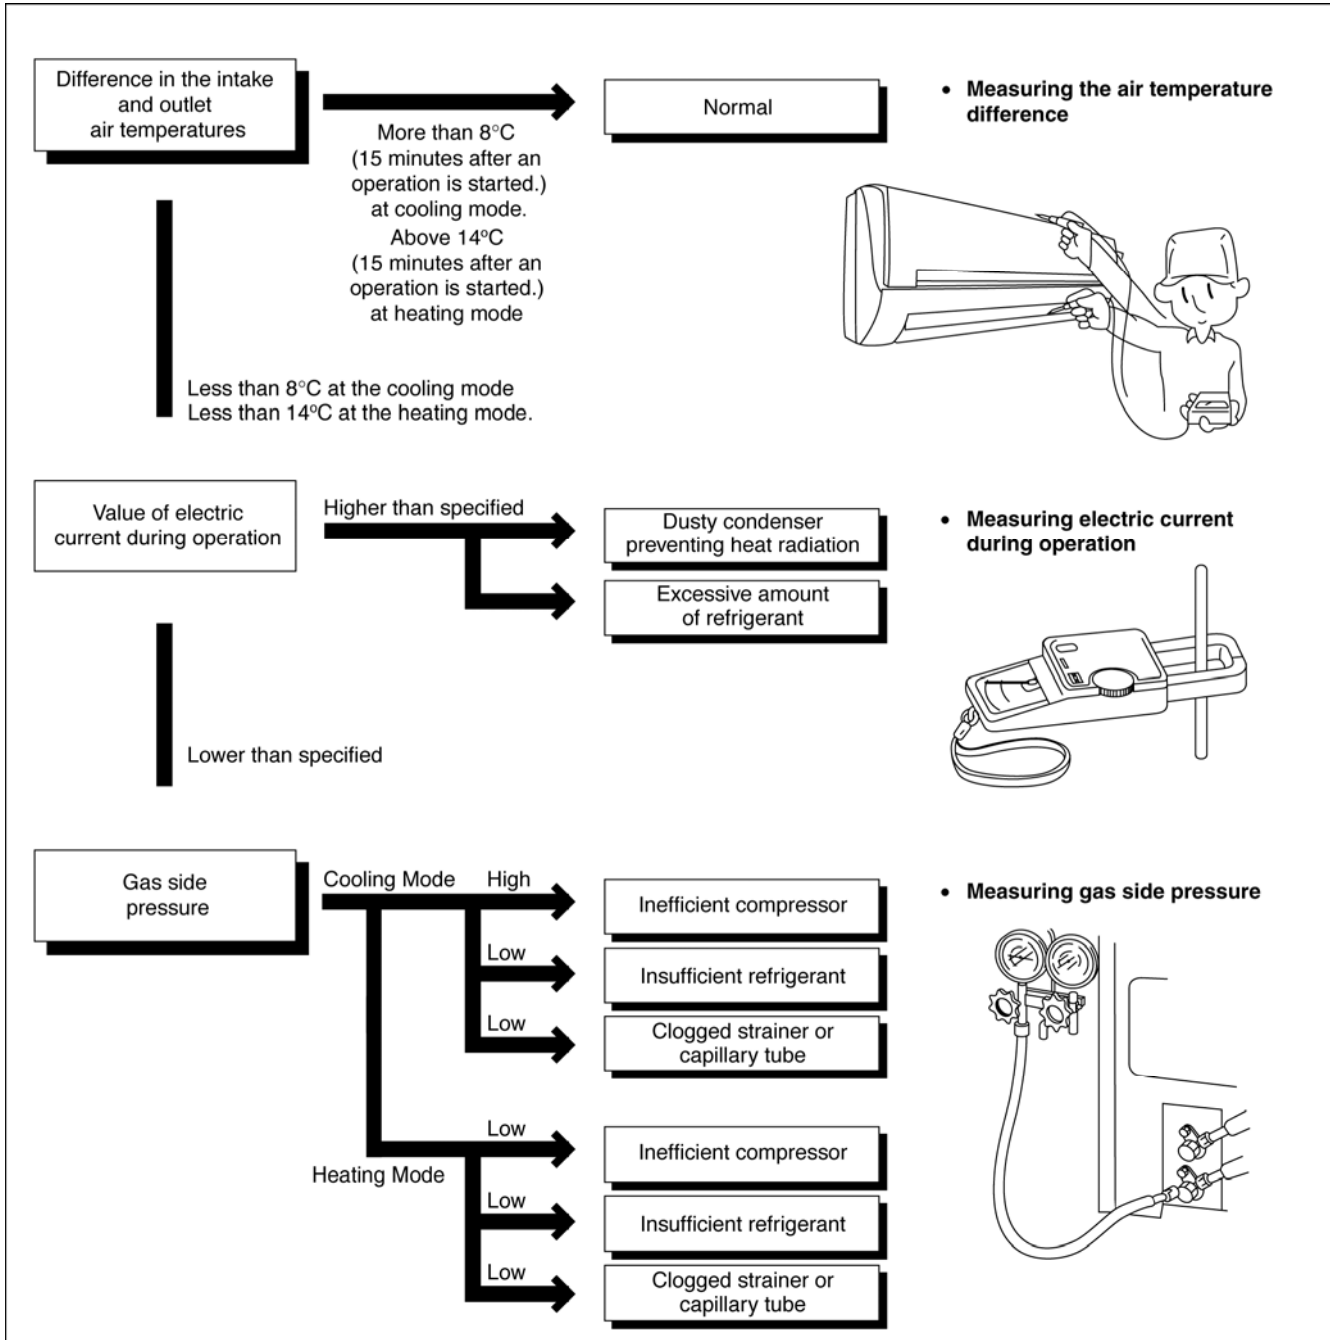 Difference in the intake
and outlet
air temperatures
More than 8°C
(15 minutes after an
operation is started.)
at cooling mode.
Above 14ºC
(15 minutes after an
operation is started.)
at heating mode
Normal
• Measuring the air temperature
difference
Less than 8°C at the cooling mode
Less than 14ºC at the heating mode.
Value of electric
current during operation
Higher than specified
Dusty condenser
preventing heat radiation
Excessive amount
of refrigerant
• Measuring electric current
during operation
Lower than specified
Gas side
pressure
Cooling Mode
High
Inefficient compressor
Low
Insufficient refrigerant
Low
Clogged strainer or
capillary tube
• Measuring gas side pressure
Heating Mode
Low
Inefficient compressor
Low
Insufficient refrigerant
Low
Clogged strainer or
capillary tube